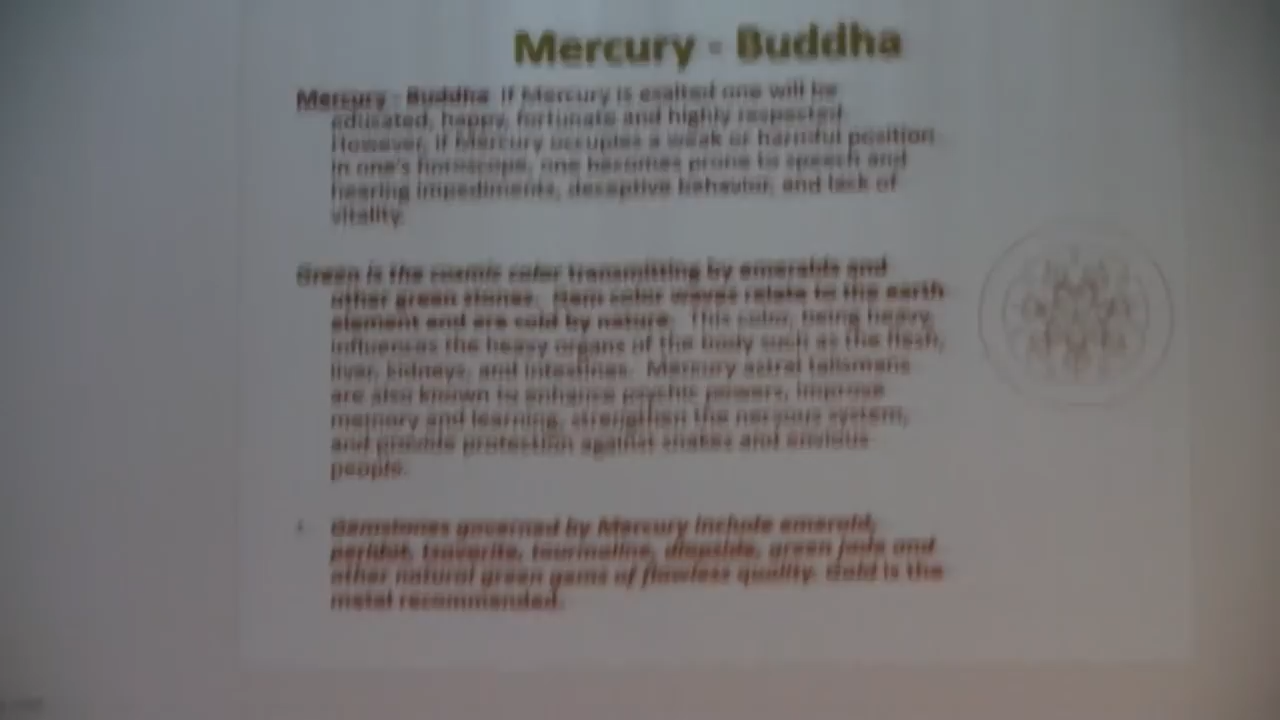 Mercury - Buddha
Mercury - Buddha If Mercury is exalted one will be
educated, happy, fortunate and highly respected.
However, if Mercury occupies a weak or harmful position
in one's horoscope, one becomes prone to speech and
hearing impediments, deceptive behavior, and lack of
vitality.
Green is the cosmic color transmitting by emeralds and
other green stones. Gem color waves relate to the earth
element and are cold by nature. This color, being heavy,
influences the heavy organs of the body such as the flesh,
liver, kidneys, and intestines. Mercury astral talismans
are also known to enhance psychic powers, improve
memory and learning, strengthen the nervous system,
and provide protection against snakes and envious
people.
Gemstones governed by Mercury include emerald,
peridot, tsavorite, tourmaline, diopside, green jade and
other natural green gems of flawless quality. Gold is the
metal recommended.